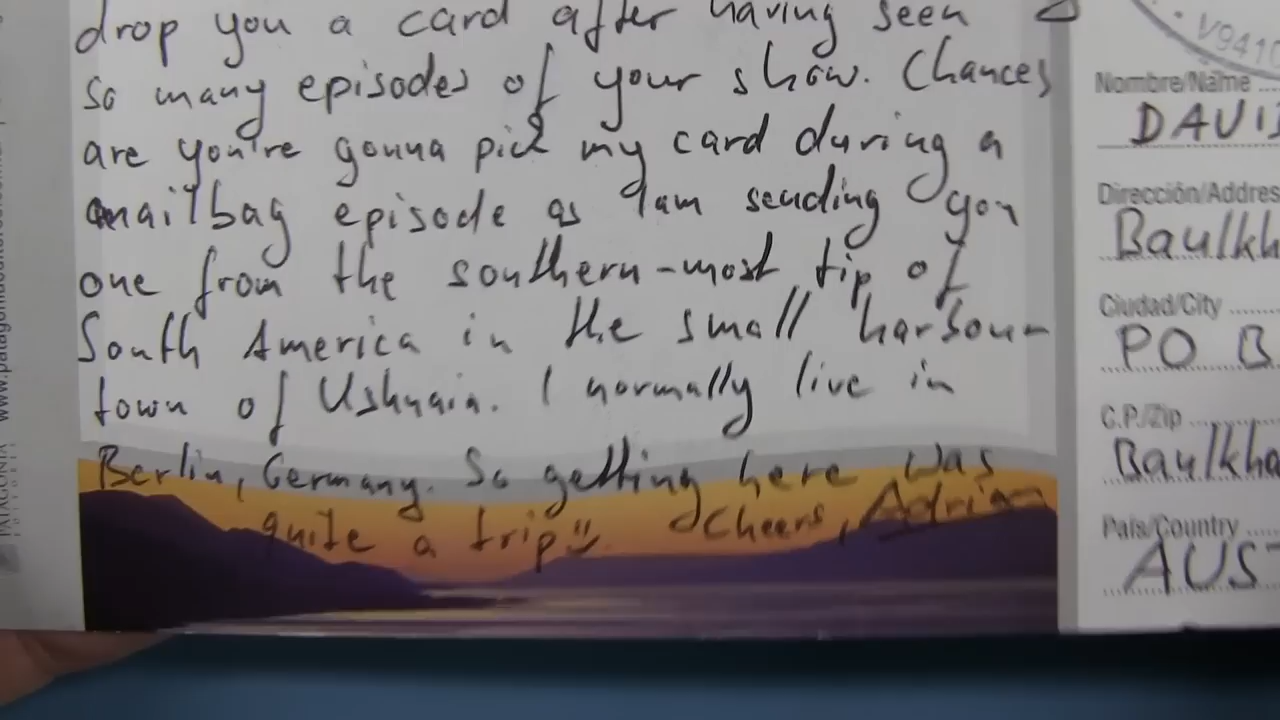 drop you a card after having seen
so many episodes of your show. Chances
are you're gonna pick my card during a
mailbag episode as I am sending you
one from the southern-most tip of
South America in the small harbour
town of Ushuaia. I normally live in
Berlin, Germany. So getting here was
quite a trip
Cheers, Adrian
V9410
Nombre/Name
DAVI
Dirección/Addres
Baulkh
Ciudad/City
PO B
C.P./Zip
Baulkha
País/Country
AUS
PATAGONIA